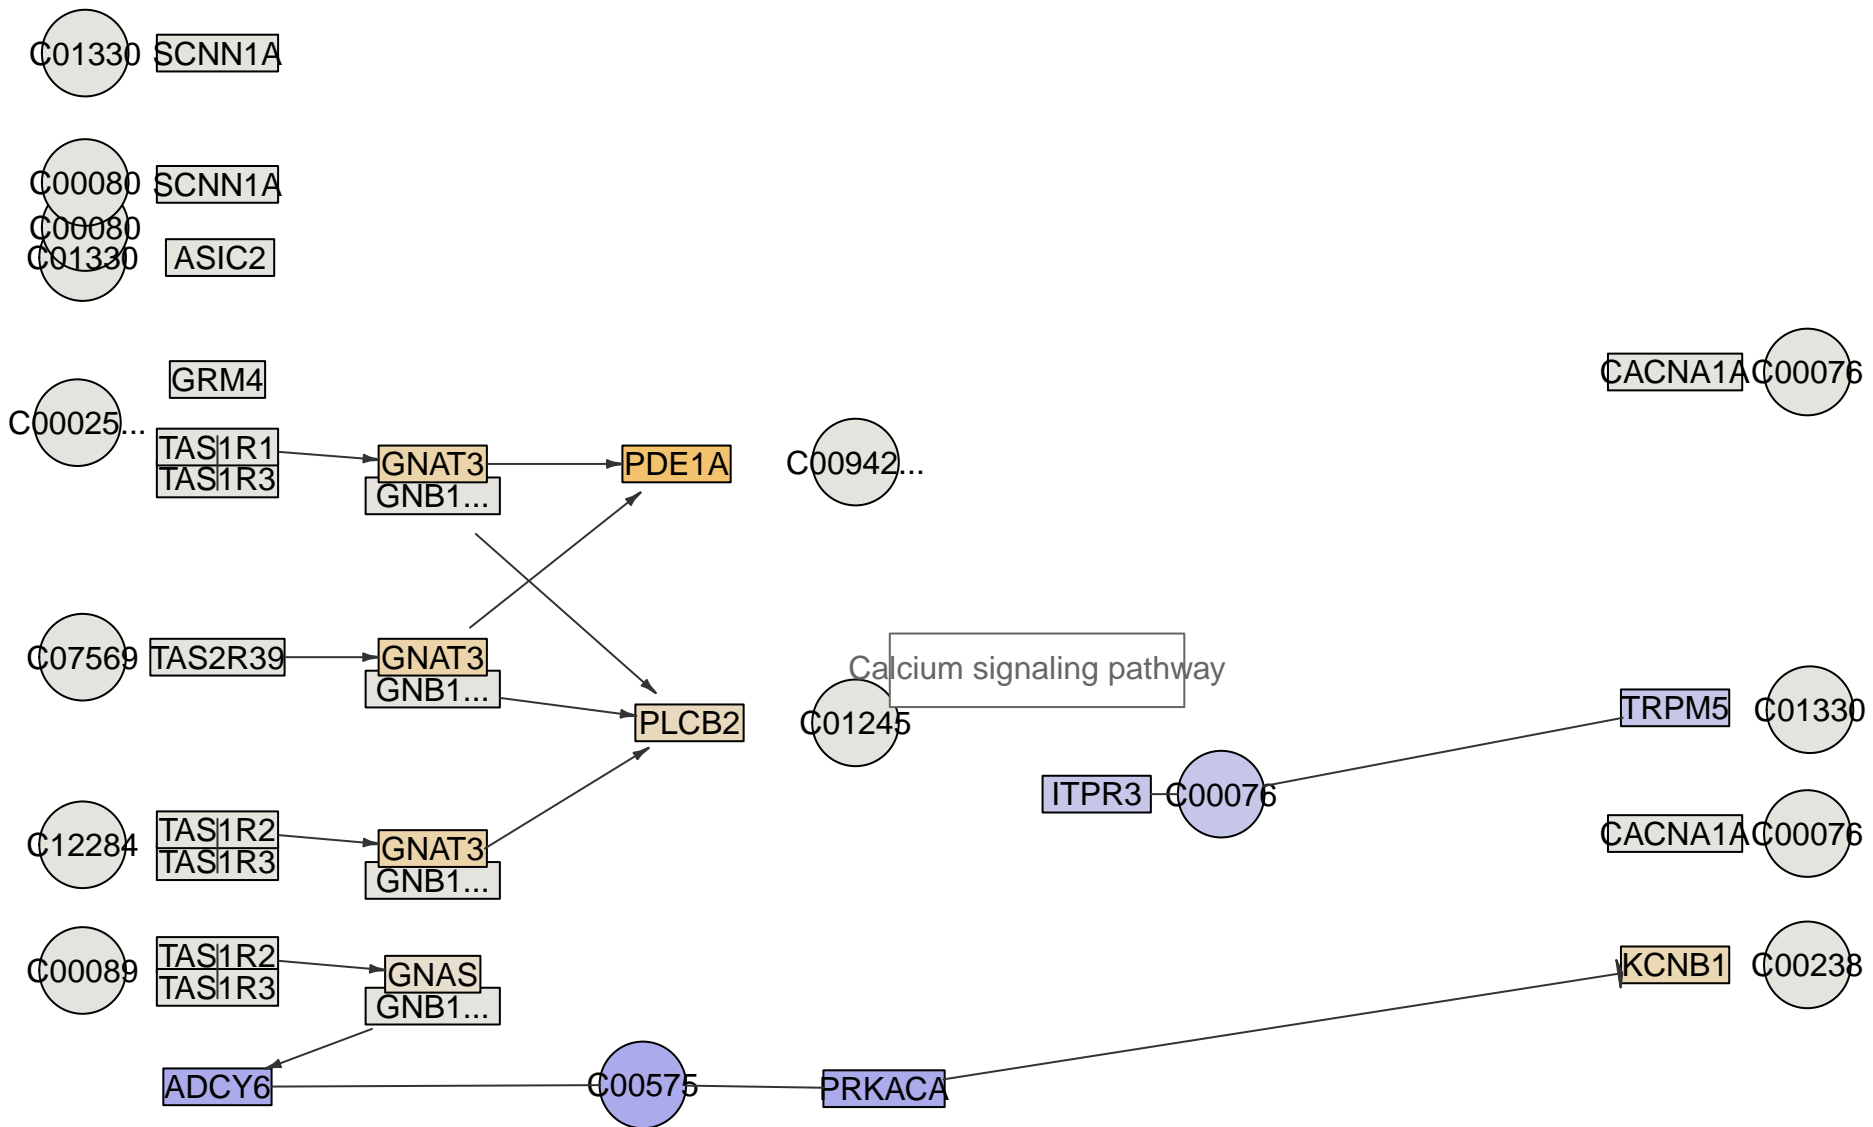 C01330 SCNN1A
C00080 SCNN1A
C00080
C01330 ASIC2
GRM4
CACNA1A C00076
C00025...
TAS1R1
GNAT3 PDE1A C00942...
TAS1R3
GNB1...
C07569 TAS2R39 GNAT3
Calcium signaling pathway
GNB1...
PLCB2 C01245
TRPM5 C01330
ITPR3 C00076
TAS1R2
CACNA1A C00076
C12284
GNAT3
TAS1R3
GNB1...
TAS1R2
C00089
GNAS
KCNB1 C00238
TAS1R3
GNB1...
ADCY6 C00575 PRKACA